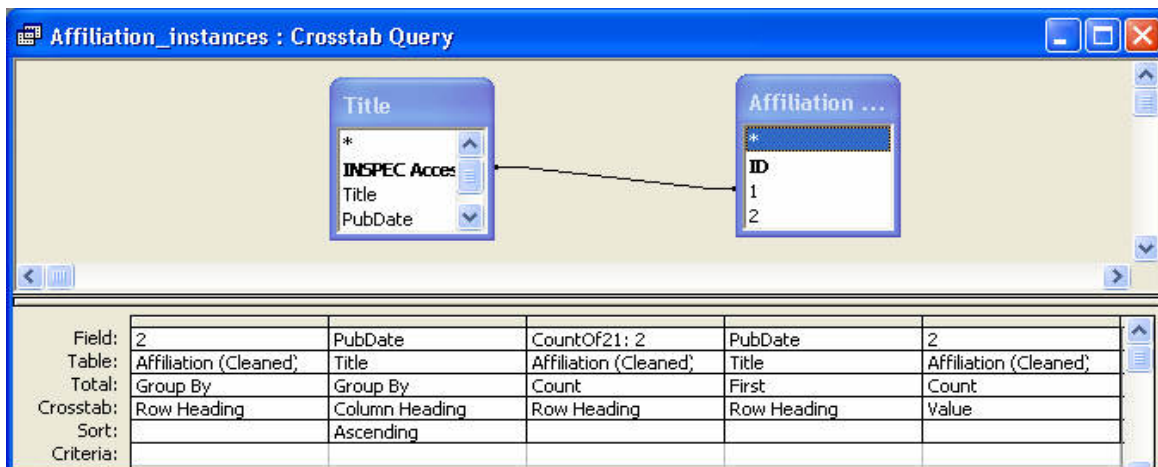 Affiliation_instances : Crosstab Query
Title
*
INSPEC Acces
Title
PubDate
Affiliation ...
*
ID
1
2
Field: 2 PubDate CountOf21: 2 PubDate 2
Table: Affiliation (Cleaned) Title Affiliation (Cleaned) Title Affiliation (Cleaned)
Total: Group By Group By Count First Count
Crosstab: Row Heading Column Heading Row Heading Row Heading Value
Sort: Ascending
Criteria: